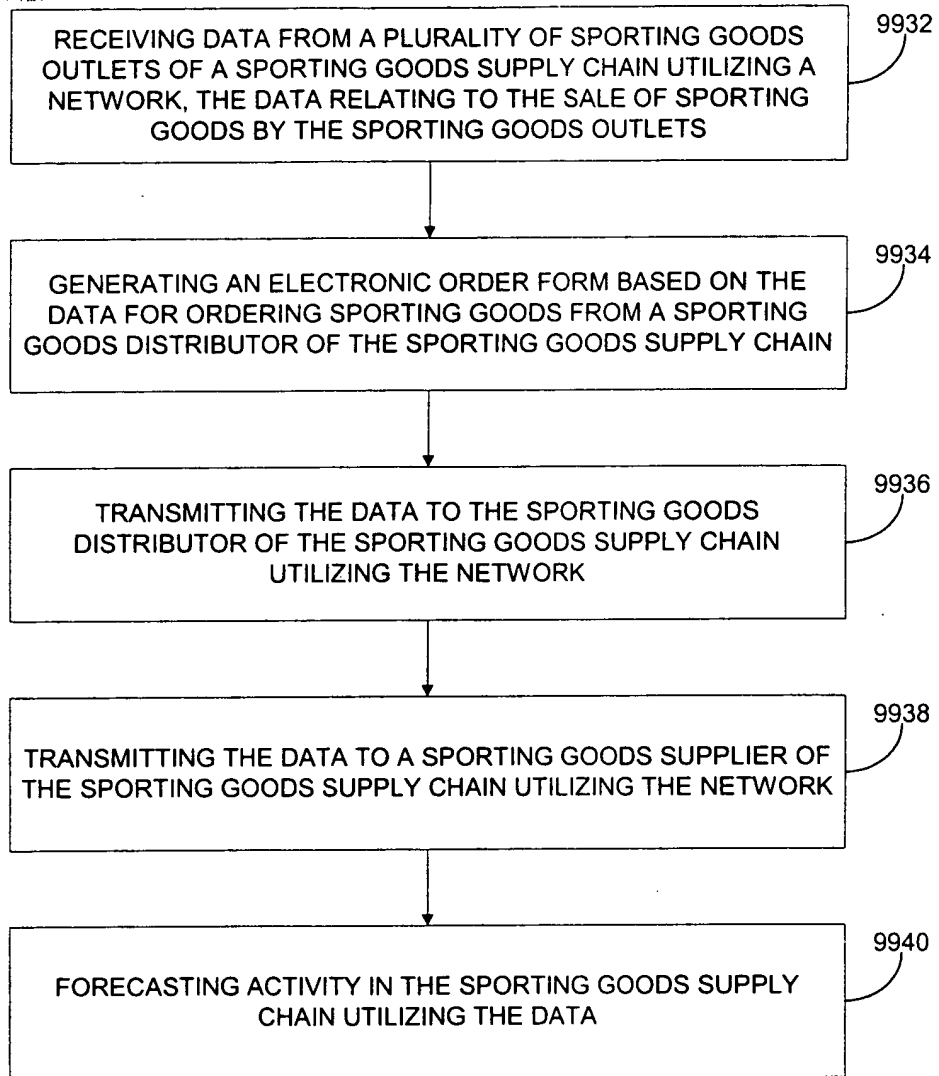 RECEIVING DATA FROM A PLURALITY OF SPORTING GOODS
OUTLETS OF A SPORTING GOODS SUPPLY CHAIN UTILIZING A
NETWORK, THE DATA RELATING TO THE SALE OF SPORTING
GOODS BY THE SPORTING GOODS OUTLETS
9932
GENERATING AN ELECTRONIC ORDER FORM BASED ON THE
DATA FOR ORDERING SPORTING GOODS FROM A SPORTING
GOODS DISTRIBUTOR OF THE SPORTING GOODS SUPPLY CHAIN
9934
TRANSMITTING THE DATA TO THE SPORTING GOODS
DISTRIBUTOR OF THE SPORTING GOODS SUPPLY CHAIN
UTILIZING THE NETWORK
9936
TRANSMITTING THE DATA TO A SPORTING GOODS SUPPLIER OF
THE SPORTING GOODS SUPPLY CHAIN UTILIZING THE NETWORK
9938
FORECASTING ACTIVITY IN THE SPORTING GOODS SUPPLY
CHAIN UTILIZING THE DATA
9940